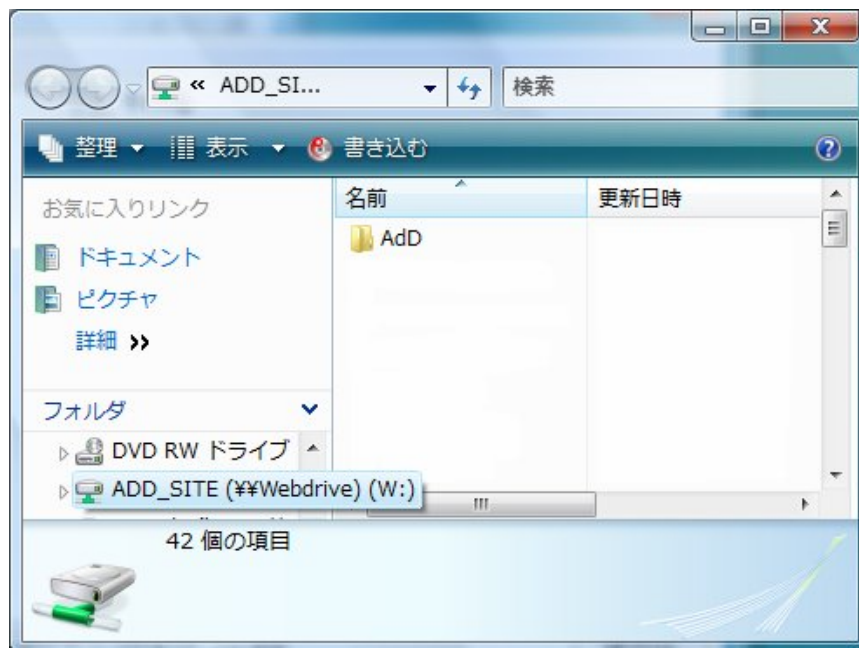 « ADD_SI...
検索
整理 表示 書き込む
お気に入りリンク
ドキュメント
ピクチャ
詳細 »
名前 更新日時
AdD
フォルダ
DVD RW ドライブ
ADD_SITE (¥¥Webdrive) (W:)
42 個の項目